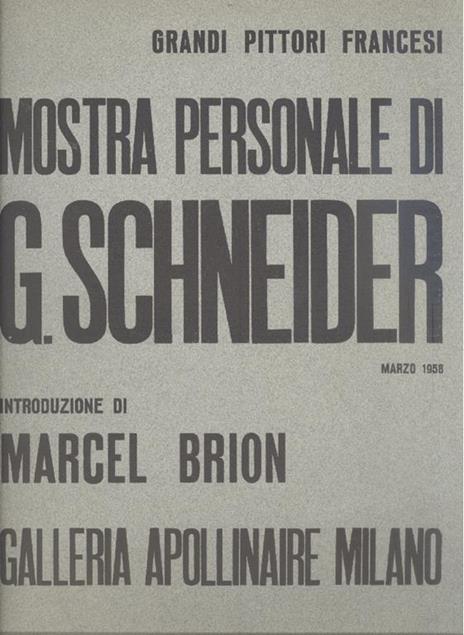 GRANDI PITTORI FRANCESI
MOSTRA PERSONALE DI
G. SCHNEIDER
MARZO 1958
INTRODUZIONE DI
MARCEL BRION
GALLERIA APOLLINAIRE MILANO